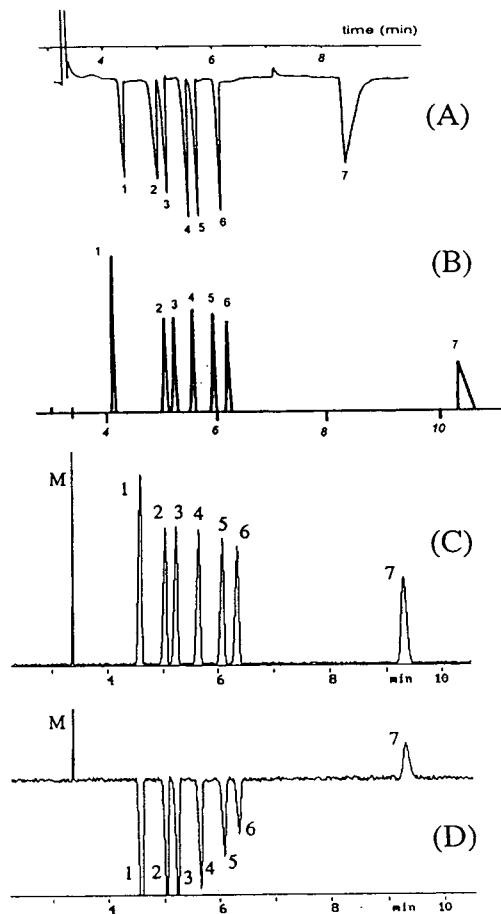 time (min)
4 6 8
(A)
1 2 3 4 5 6 7
(B)
1 2 3 4 5 6 7
4 6 8 10
(C)
M 1 2 3 4 5 6 7
4 6 8 min 10
M 7
(D)
1 2 3 4 5 6
4 6 8 min 10